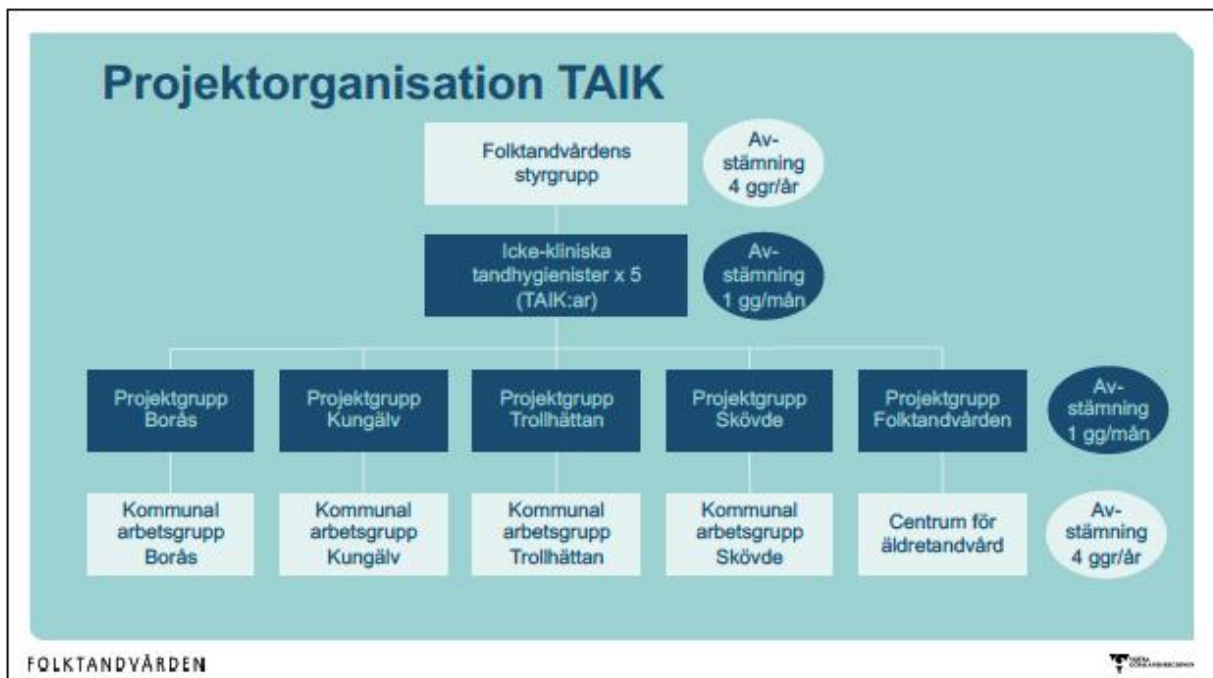 Projektorganisation TAIK
Folktandvårdens
styrgrupp
Av-
stämning
4 ggr/år
Icke-kliniska
tandhygienister x 5
(TAIK:ar)
Av-
stämning
1 gg/mån
Projektgrupp
Borås
Projektgrupp
Kungälv
Projektgrupp
Trollhättan
Projektgrupp
Skövde
Projektgrupp
Folktandvården
Av-
stämning
1 gg/mån
Kommunal
arbetsgrupp
Borås
Kommunal
arbetsgrupp
Kungälv
Kommunal
arbetsgrupp
Trollhättan
Kommunal
arbetsgrupp
Skövde
Centrum för
äldretandvård
Av-
stämning
4 ggr/år
FOLKTANDVÅRDEN
VÄSTRA
GÖTALANDSREGIONEN